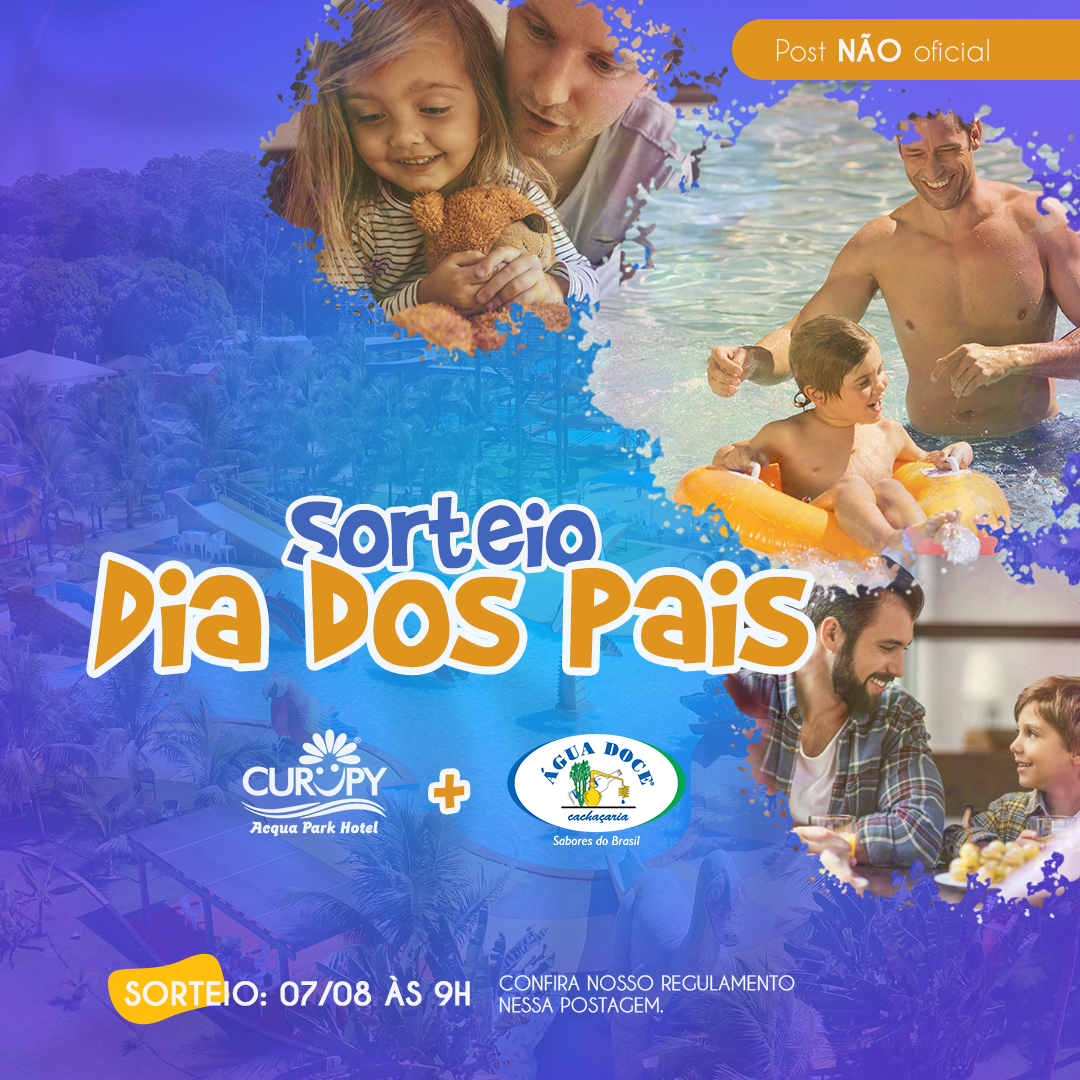 Post NÃO oficial
Sorteio
Dia Dos Pais
CURUPY
Acqua Park Hotel
+
ÁGUA DOCE
cachaçaria
Sabores do Brasil
SORTEIO: 07/08 ÀS 9H
CONFIRA NOSSO REGULAMENTO
NESSA POSTAGEM.